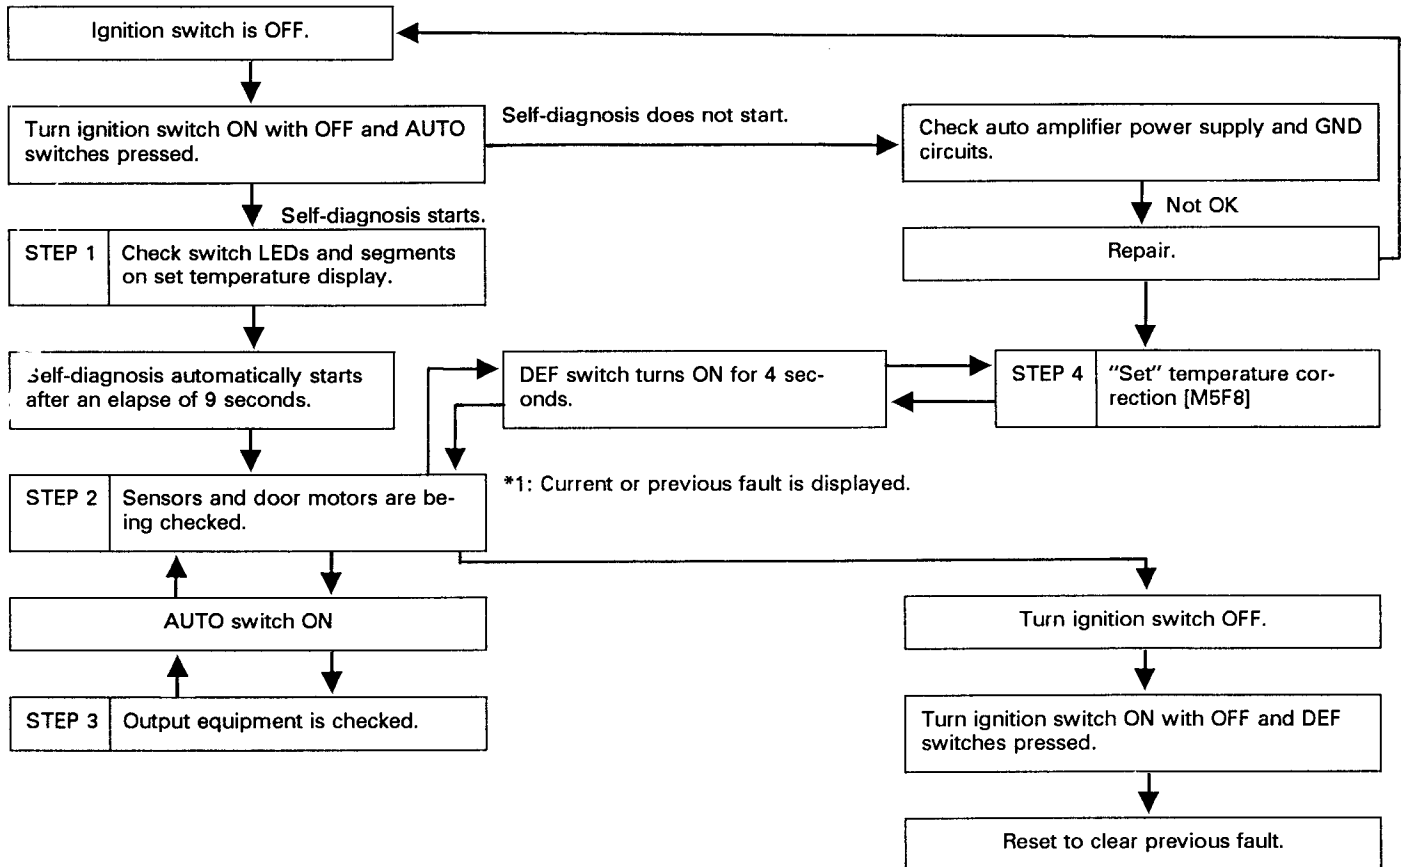 Ignition switch is OFF.
Turn ignition switch ON with OFF and AUTO
switches pressed.
Self-diagnosis does not start.
Check auto amplifier power supply and GND
circuits.
Not OK
Repair.
Self-diagnosis starts.
STEP 1
Check switch LEDs and segments
on set temperature display.
Self-diagnosis automatically starts
after an elapse of 9 seconds.
DEF switch turns ON for 4 sec-
onds.
STEP 4
"Set" temperature cor-
rection [M5F8]
STEP 2
Sensors and door motors are be-
ing checked.
*1: Current or previous fault is displayed.
AUTO switch ON
STEP 3
Output equipment is checked.
Turn ignition switch OFF.
Turn ignition switch ON with OFF and DEF
switches pressed.
Reset to clear previous fault.